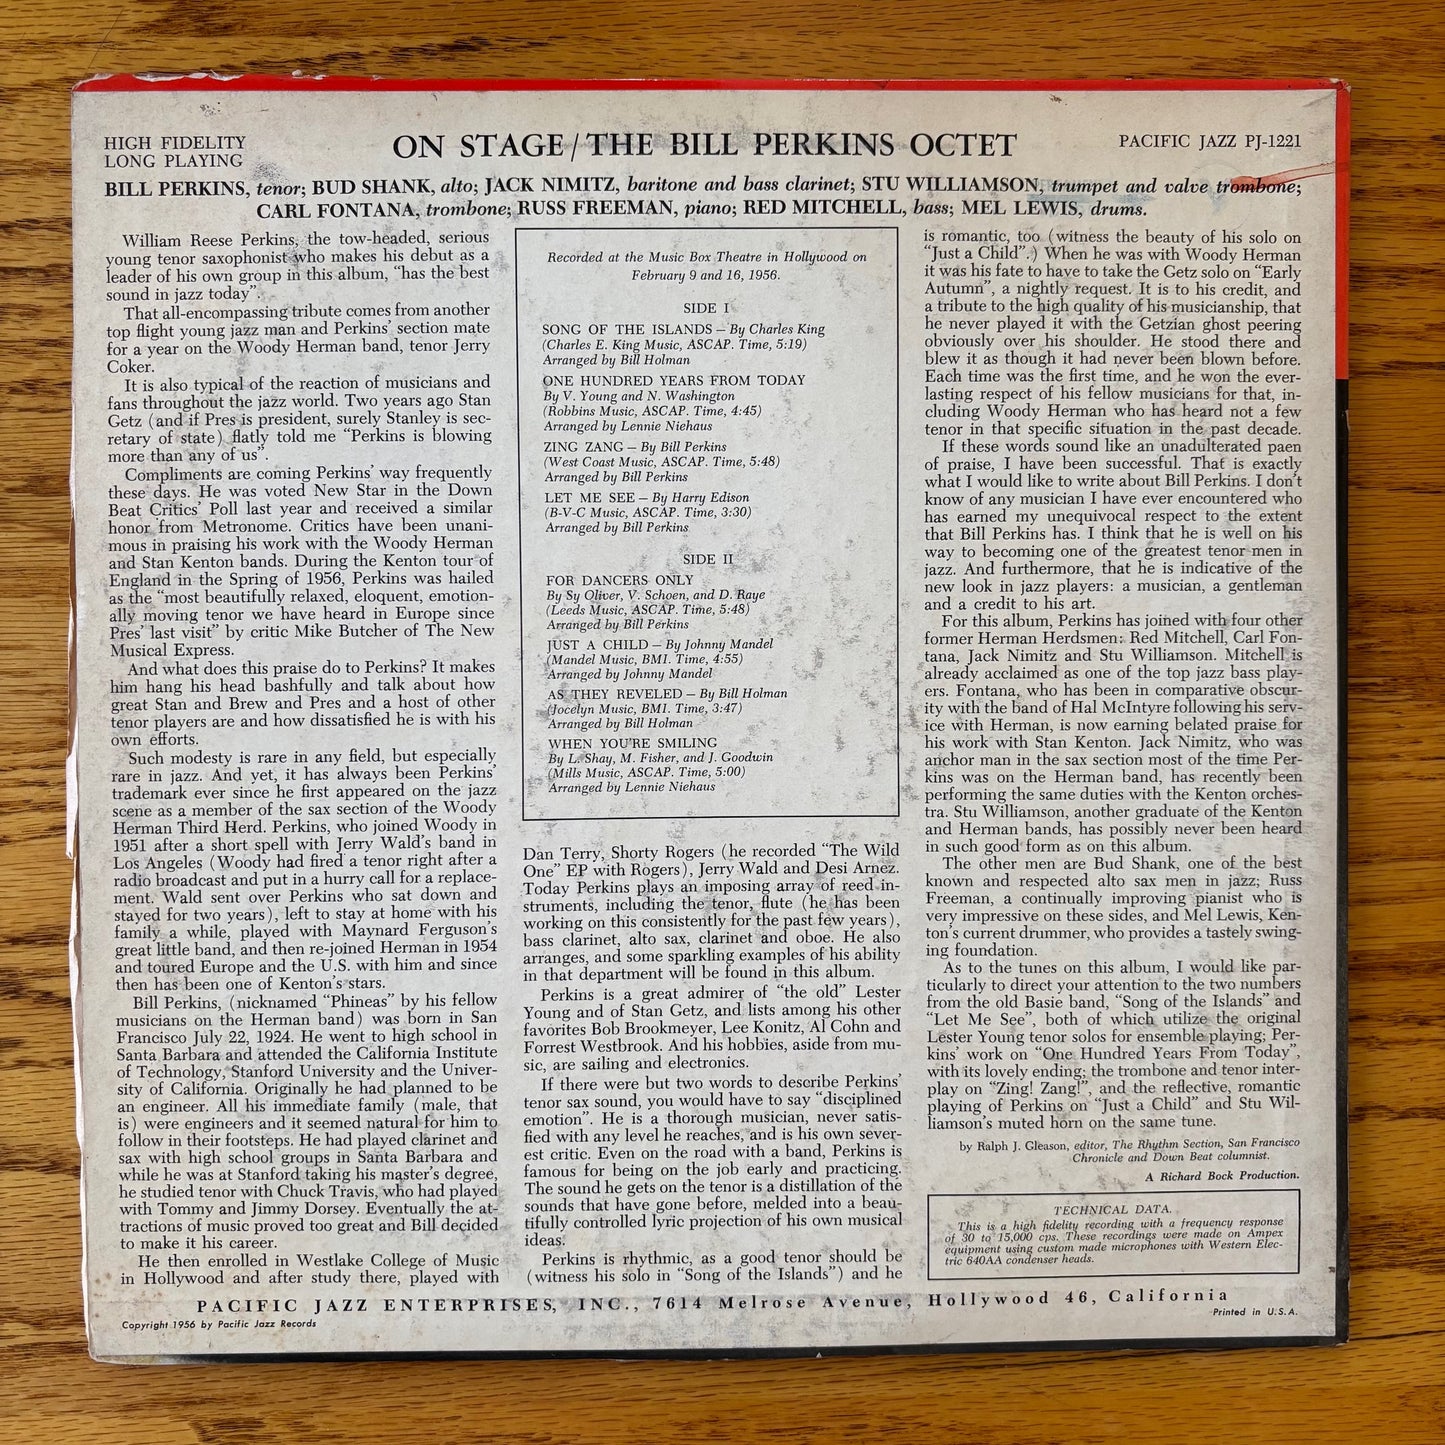 HIGH FIDELITY
LONG PLAYING
ON STAGE/THE BILL PERKINS OCTET
PACIFIC JAZZ PJ-1221
BILL PERKINS, tenor; BUD SHANK, alto; JACK NIMITZ, baritone and bass clarinet; STU WILLIAMSON, trumpet and valve trombone;
CARL FONTANA, trombone; RUSS FREEMAN, piano; RED MITCHELL, bass; MEL LEWIS, drums.
William Reese Perkins, the tow-headed, serious
young tenor saxophonist who makes his debut as a
leader of his own group in this album, "has the best
sound in jazz today".
That all-encompassing tribute comes from another
top flight young jazz man and Perkins' section mate
for a year on the Woody Herman band, tenor Jerry
Coker.
It is also typical of the reaction of musicians and
fans throughout the jazz world. Two years ago Stan
Getz (and if Pres is president, surely Stanley is sec-
retary of state) flatly told me "Perkins is blowing
more than any of us".
Compliments are coming Perkins' way frequently
these days. He was voted New Star in the Down
Beat Critics' Poll last year and received a similar
honor from Metronome. Critics have been unani-
mous in praising his work with the Woody Herman
and Stan Kenton bands. During the Kenton tour of
England in the Spring of 1956, Perkins was hailed
as the "most beautifully relaxed, eloquent, emotion-
ally moving tenor we have heard in Europe since
Pres' last visit" by critic Mike Butcher of The New
Musical Express.
And what does this praise do to Perkins? It makes
him hang his head bashfully and talk about how
great Stan and Brew and Pres and a host of other
tenor players are and how dissatisfied he is with his
own efforts.
Such modesty is rare in any field, but especially
rare in jazz. And yet, it has always been Perkins'
trademark ever since he first appeared on the jazz
scene as a member of the sax section of the Woody
Herman Third Herd. Perkins, who joined Woody in
1951 after a short spell with Jerry Wald's band in
Los Angeles (Woody had fired a tenor right after a
radio broadcast and put in a hurry call for a replace-
ment. Wald sent over Perkins who sat down and
stayed for two years), left to stay at home with his
family a while, played with Maynard Ferguson's
great little band, and then re-joined Herman in 1954
and toured Europe and the U.S. with him and since
then has been one of Kenton's stars.
Bill Perkins, (nicknamed "Phineas" by his fellow
musicians on the Herman band) was born in San
Francisco July 22, 1924. He went to high school in
Santa Barbara and attended the California Institute
of Technology, Stanford University and the Univer-
sity of California. Originally he had planned to be
an engineer. All his immediate family (male, that
is) were engineers and it seemed natural for him to
follow in their footsteps. He had played clarinet and
sax with high school groups in Santa Barbara and
while he was at Stanford taking his master's degree,
he studied tenor with Chuck Travis, who had played
with Tommy and Jimmy Dorsey. Eventually the at-
tractions of music proved too great and Bill decided
to make it his career.
He then enrolled in Westlake College of Music
in Hollywood and after study there, played with
Recorded at the Music Box Theatre in Hollywood on
February 9 and 16, 1956.
SIDE I
SONG OF THE ISLANDS – By Charles King
(Charles E. King Music, ASCAP. Time, 5:19)
Arranged by Bill Holman
ONE HUNDRED YEARS FROM TODAY
By V. Young and N. Washington
(Robbins Music, ASCAP. Time, 4:45)
Arranged by Lennie Niehaus
ZING ZANG – By Bill Perkins
(West Coast Music, ASCAP. Time, 5:48)
Arranged by Bill Perkins
LET ME SEE – By Harry Edison
(B-V-C Music, ASCAP. Time, 3:30)
Arranged by Bill Perkins
SIDE II
FOR DANCERS ONLY
By Sy Oliver, V. Schoen, and D. Raye
(Leeds Music, ASCAP. Time, 5:48)
Arranged by Bill Perkins
JUST A CHILD – By Johnny Mandel
(Mandel Music, BMI. Time, 4:55)
Arranged by Johnny Mandel
AS THEY REVELED – By Bill Holman
(Jocelyn Music, BMI. Time, 3:47)
Arranged by Bill Holman
WHEN YOU'RE SMILING
By L. Shay, M. Fisher, and J. Goodwin
(Mills Music, ASCAP. Time, 5:00)
Arranged by Lennie Niehaus
Dan Terry, Shorty Rogers (he recorded "The Wild
One" EP with Rogers), Jerry Wald and Desi Arnez.
Today Perkins plays an imposing array of reed in-
struments, including the tenor, flute (he has been
working on this consistently for the past few years),
bass clarinet, alto sax, clarinet and oboe. He also
arranges, and some sparkling examples of his ability
in that department will be found in this album.
Perkins is a great admirer of "the old" Lester
Young and of Stan Getz, and lists among his other
favorites Bob Brookmeyer, Lee Konitz, Al Cohn and
Forrest Westbrook. And his hobbies, aside from mu-
sic, are sailing and electronics.
If there were but two words to describe Perkins'
tenor sax sound, you would have to say "disciplined
emotion". He is a thorough musician, never satis-
fied with any level he reaches, and is his own sever-
est critic. Even on the road with a band, Perkins is
famous for being on the job early and practicing.
The sound he gets on the tenor is a distillation of the
sounds that have gone before, melded into a beau-
tifully controlled lyric projection of his own musical
ideas.
Perkins is rhythmic, as a good tenor should be
(witness his solo in "Song of the Islands") and he
is romantic, too (witness the beauty of his solo on
"Just a Child".) When he was with Woody Herman
it was his fate to have to take the Getz solo on "Early
Autumn", a nightly request. It is to his credit, and
a tribute to the high quality of his musicianship, that
he never played it with the Getzian ghost peering
obviously over his shoulder. He stood there and
blew it as though it had never been blown before.
Each time was the first time, and he won the ever-
lasting respect of his fellow musicians for that, in-
cluding Woody Herman who has heard not a few
tenor in that specific situation in the past decade.
If these words sound like an unadulterated paen
of praise, I have been successful. That is exactly
what I would like to write about Bill Perkins. I don't
know of any musician I have ever encountered who
has earned my unequivocal respect to the extent
that Bill Perkins has. I think that he is well on his
way to becoming one of the greatest tenor men in
jazz. And furthermore, that he is indicative of the
new look in jazz players: a musician, a gentleman
and a credit to his art.
For this album, Perkins has joined with four other
former Herman Herdsmen: Red Mitchell, Carl Fon-
tana, Jack Nimitz and Stu Williamson. Mitchell is
already acclaimed as one of the top jazz bass play-
ers. Fontana, who has been in comparative obscur-
ity with the band of Hal McIntyre following his serv-
ice with Herman, is now earning belated praise for
his work with Stan Kenton. Jack Nimitz, who was
anchor man in the sax section most of the time Per-
kins was on the Herman band, has recently been
performing the same duties with the Kenton orches-
tra. Stu Williamson, another graduate of the Kenton
and Herman bands, has possibly never been heard
in such good form as on this album.
The other men are Bud Shank, one of the best
known and respected alto sax men in jazz; Russ
Freeman, a continually improving pianist who is
very impressive on these sides, and Mel Lewis, Ken-
ton's current drummer, who provides a tastely swing-
ing foundation.
As to the tunes on this album, I would like par-
ticularly to direct your attention to the two numbers
from the old Basie band, "Song of the Islands" and
"Let Me See", both of which utilize the original
Lester Young tenor solos for ensemble playing; Per-
kins' work on "One Hundred Years From Today",
with its lovely ending; the trombone and tenor inter-
play on "Zing! Zang!", and the reflective, romantic
playing of Perkins on "Just a Child" and Stu Wil-
liamson's muted horn on the same tune.
by Ralph J. Gleason, editor, The Rhythm Section, San Francisco
Chronicle and Down Beat columnist.
A Richard Bock Production.
TECHNICAL DATA.
This is a high fidelity recording with a frequency response
of 30 to 15,000 cps. These recordings were made on Ampex
equipment using custom made microphones with Western Elec-
tric 640AA condenser heads.
PACIFIC JAZZ ENTERPRISES, INC., 7614 Melrose Avenue, Hollywood 46, California
Copyright 1956 by Pacific Jazz Records
Printed in U.S.A.